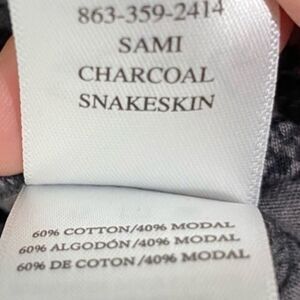 863-359-2414
SAMI
CHARCOAL
SNAKESKIN
60% COTTON/40% MODAL
60% ALGODÓN/40% MODAL
60% DE COTON/40% MODAL